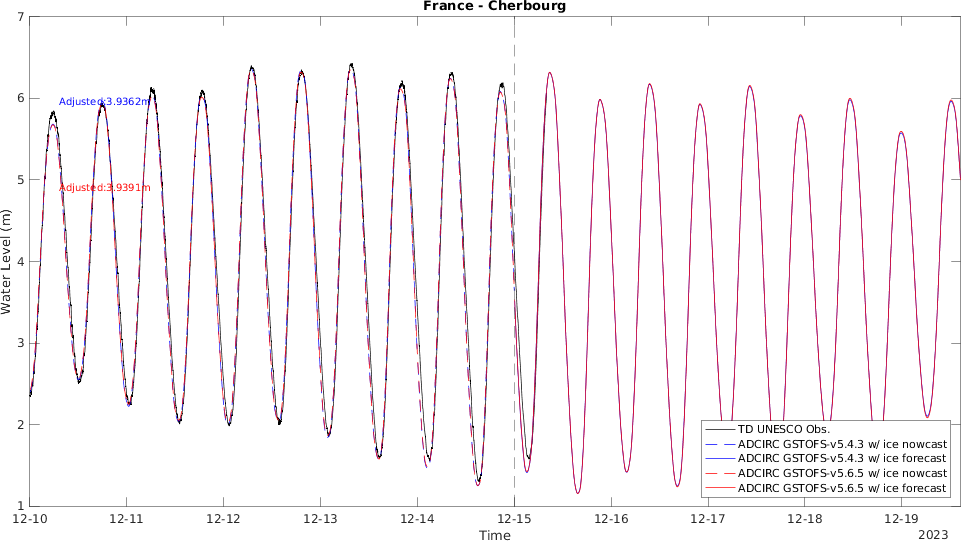 France - Cherbourg
7
6
5
4
3
2
1
Water Level (m)
Adjusted:3.9362m
Adjusted:3.9391m
TD UNESCO Obs.
ADCIRC GSTOFS-v5.4.3 w/ ice nowcast
ADCIRC GSTOFS-v5.4.3 w/ ice forecast
ADCIRC GSTOFS-v5.6.5 w/ ice nowcast
ADCIRC GSTOFS-v5.6.5 w/ ice forecast
12-10 12-11 12-12 12-13 12-14 12-15 12-16 12-17 12-18 12-19
Time
2023